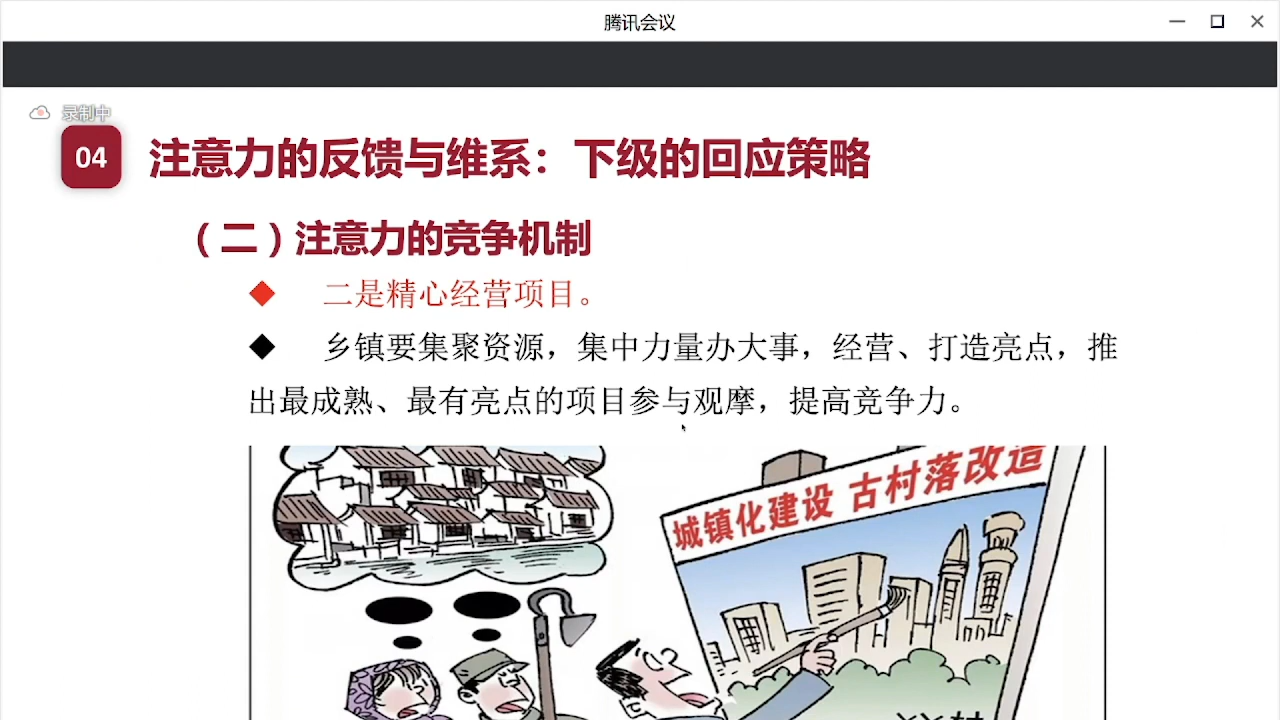 腾讯会议
录制中
04
注意力的反馈与维系：下级的回应策略
（二）注意力的竞争机制
二是精心经营项目。
乡镇要集聚资源，集中力量办大事，经营、打造亮点，推
出最成熟、最有亮点的项目参与观摩，提高竞争力。
城镇化建设 古村落改造